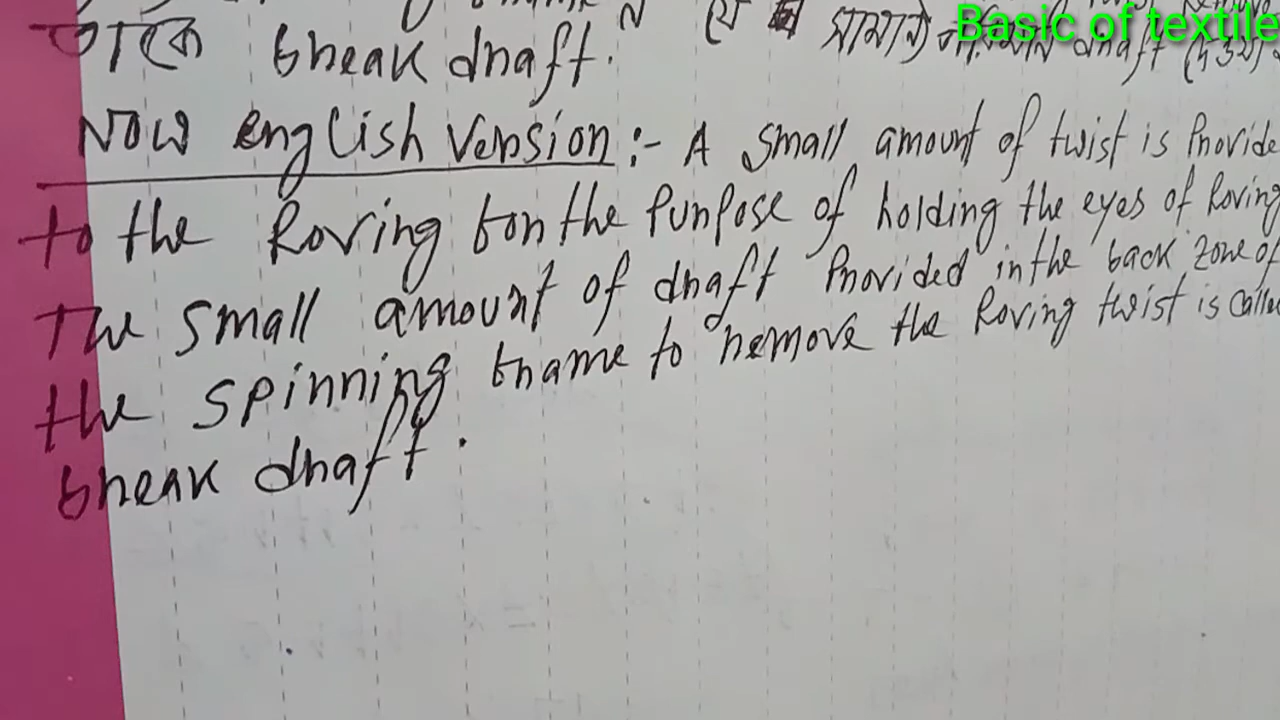 Basic of textile
তাকে break draft."
Now english Version :- A small amount of twist is Provide
to the Roving for the Purpose of holding the eyes of Roving
The small amount of draft Provided in the back zone of
the spinning frame to remove the Roving twist is called
break draft.